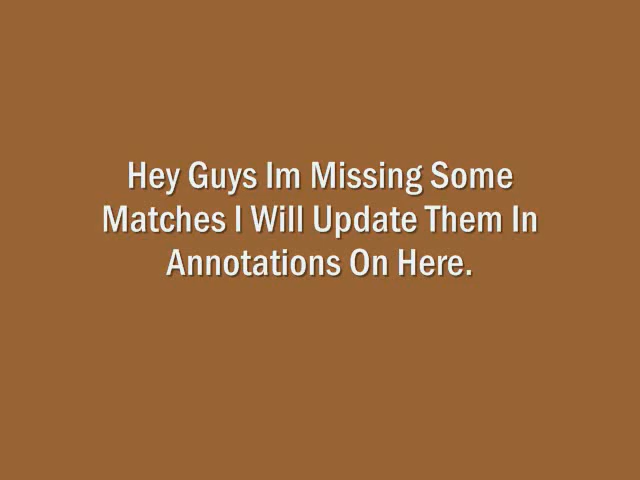 Hey Guys Im Missing Some
Matches I Will Update Them In
Annotations On Here.